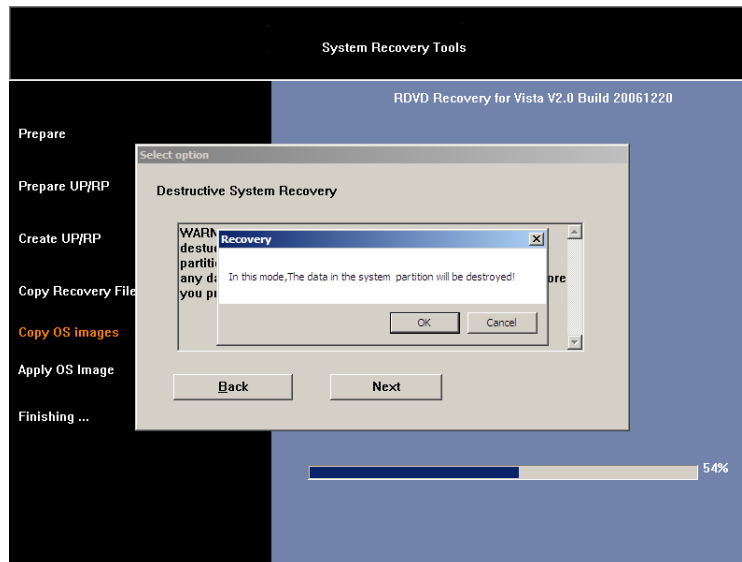 System Recovery Tools
RDVD Recovery for Vista V2.0 Build 20061220
Prepare
Prepare UP/RP
Create UP/RP
Copy Recovery File
Copy OS images
Apply OS Image
Finishing ...
Select option
Destructive System Recovery
WARN
destu
partiti
any da
ore
you pr
Recovery
In this mode,The data in the system partition will be destroyed!
OK Cancel
Back Next
54%